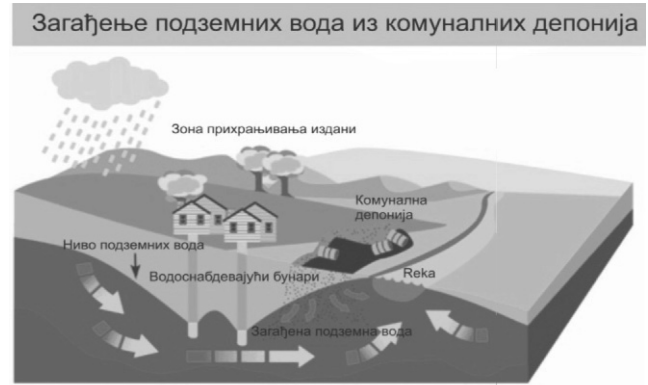 Загађење подземних вода из комуналних депонија
Зона прихрањивања издани
Комунална
депонија
Ниво подземних вода
Водоснабдевајући бунари
Reka
Загађена подземна вода